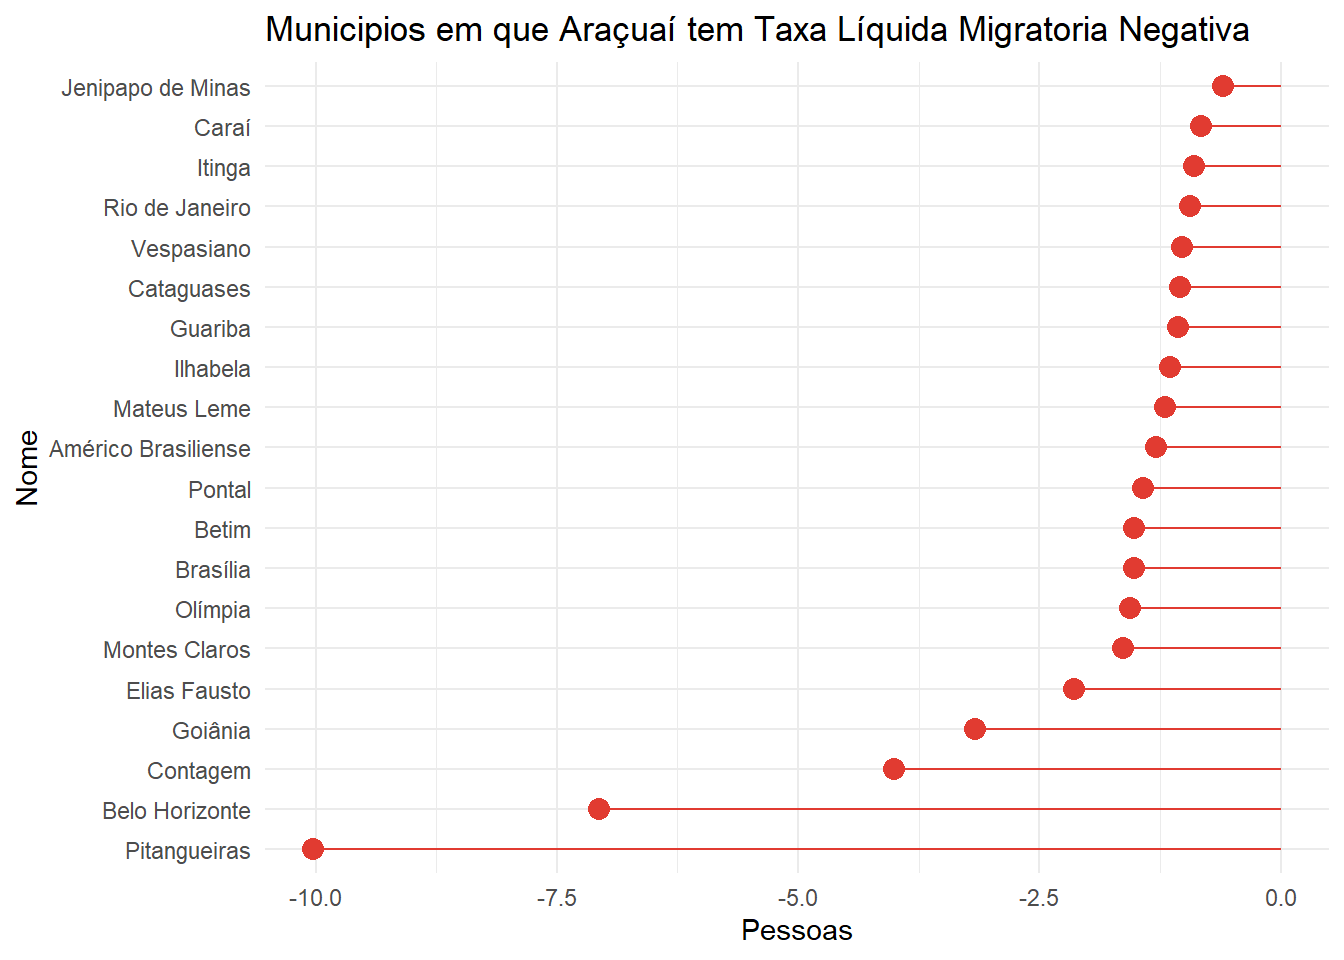 Municipios em que Araçuaí tem Taxa Líquida Migratoria Negativa
Nome
Jenipapo de Minas
Caraí
Itinga
Rio de Janeiro
Vespasiano
Cataguases
Guariba
Ilhabela
Mateus Leme
Américo Brasiliense
Pontal
Betim
Brasília
Olímpia
Montes Claros
Elias Fausto
Goiânia
Contagem
Belo Horizonte
Pitangueiras
-10.0 -7.5 -5.0 -2.5 0.0
Pessoas